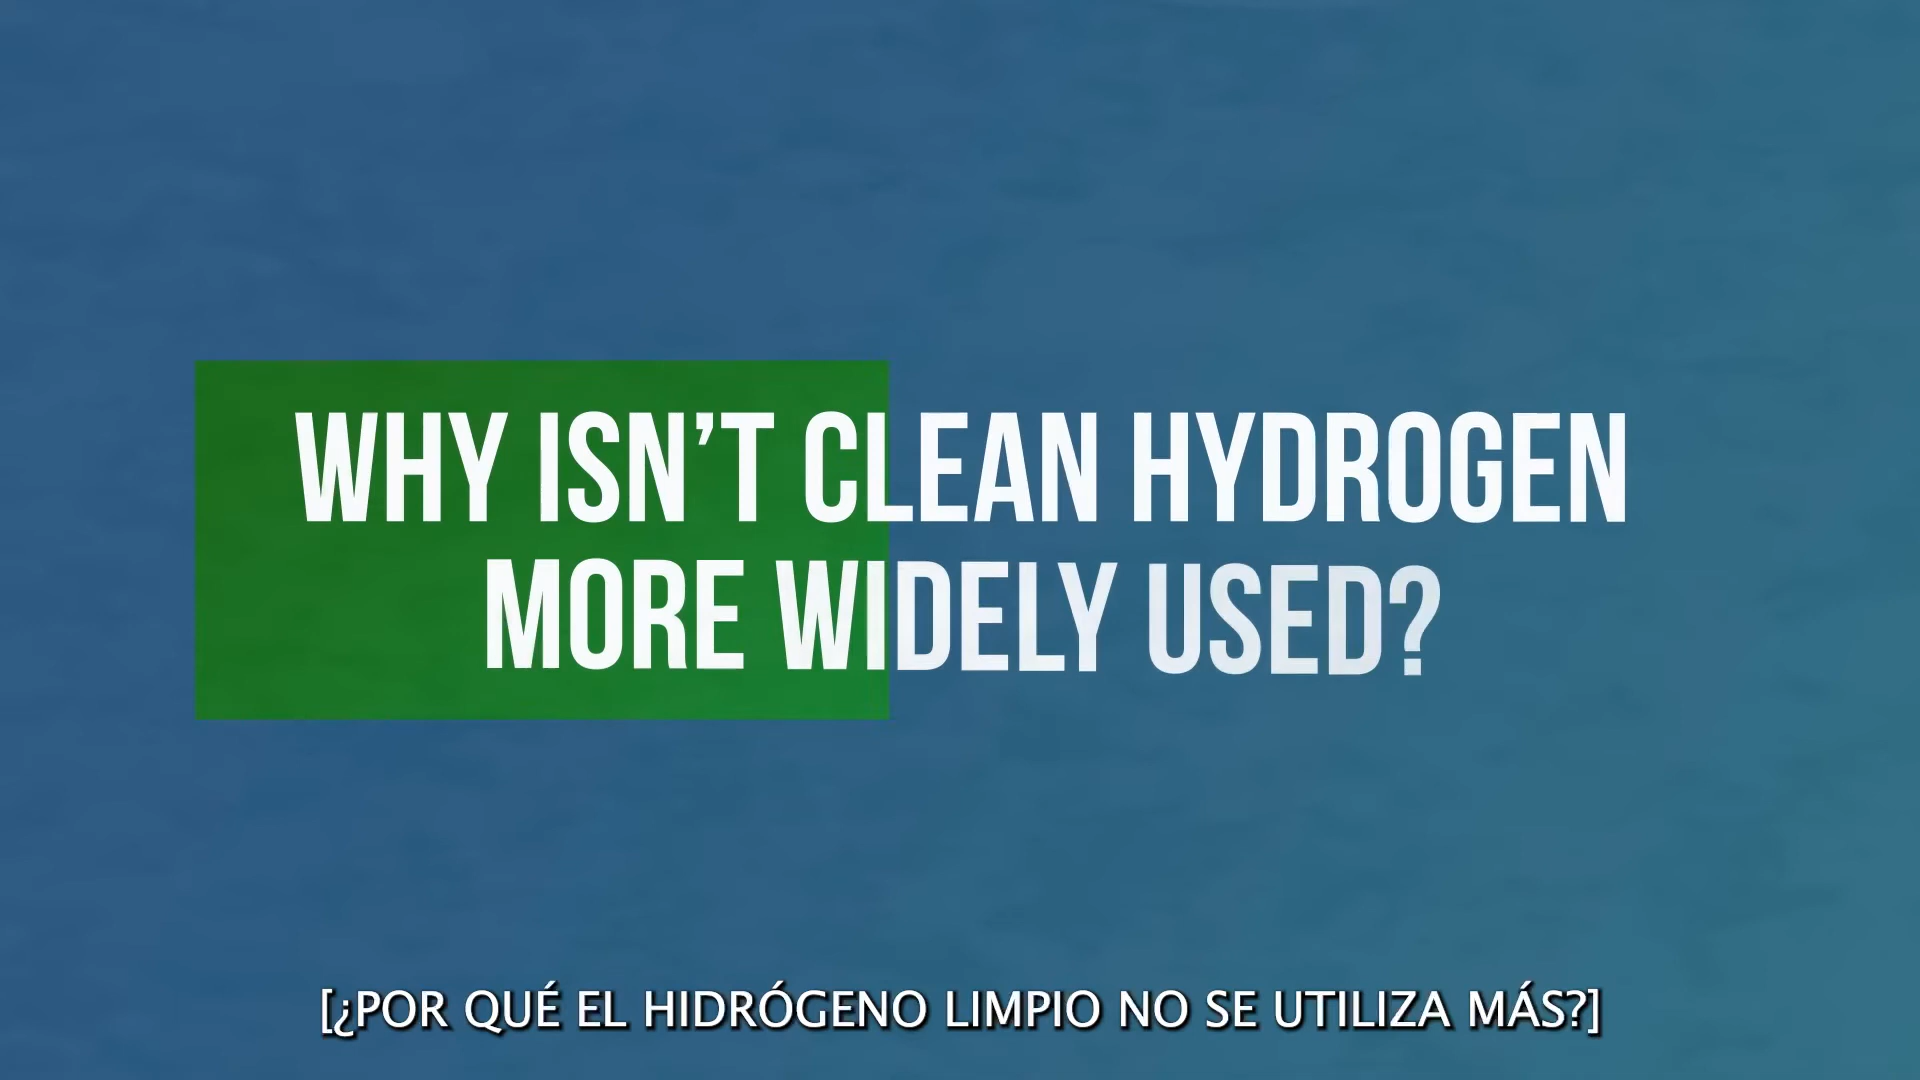 WHY ISN’T CLEAN HYDROGEN
MORE WIDELY USED?
[¿POR QUÉ EL HIDRÓGENO LIMPIO NO SE UTILIZA MÁS?]